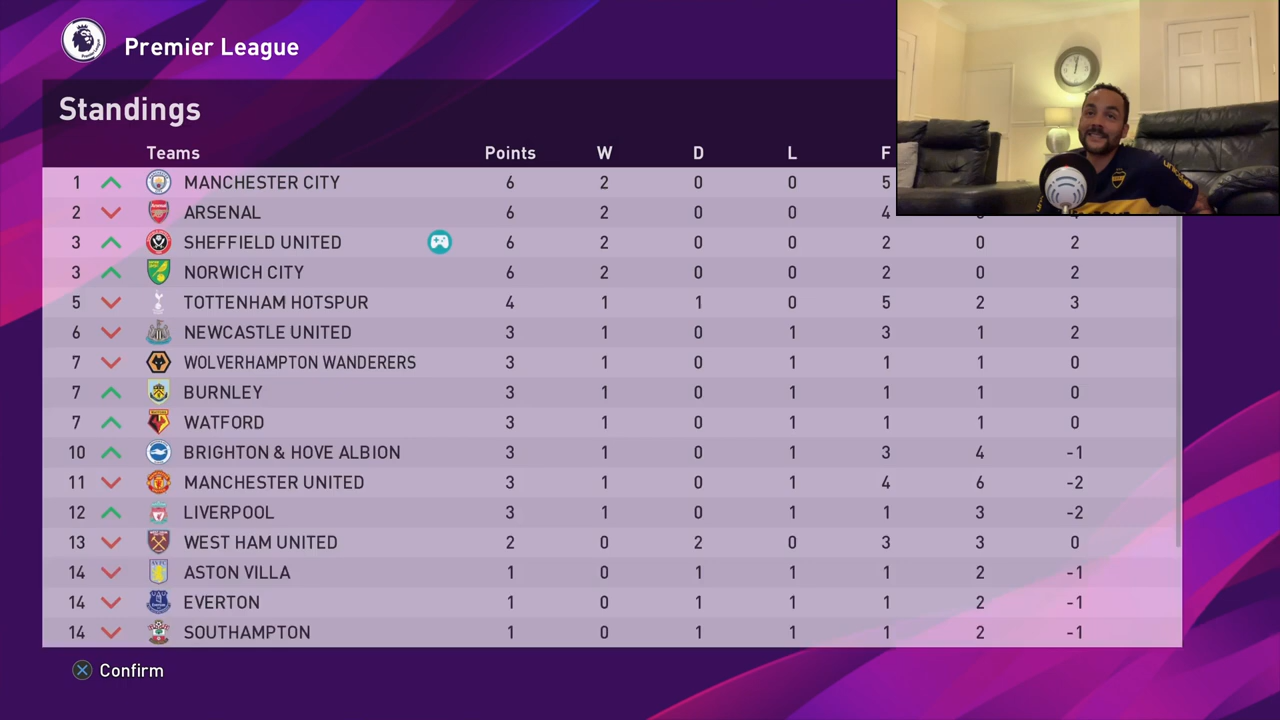 Premier League
Standings
Teams Points W D L F
1 MANCHESTER CITY 6 2 0 0 5
2 ARSENAL 6 2 0 0 4
3 SHEFFIELD UNITED 6 2 0 0 2 0 2
3 NORWICH CITY 6 2 0 0 2 0 2
5 TOTTENHAM HOTSPUR 4 1 1 0 5 2 3
6 NEWCASTLE UNITED 3 1 0 1 3 1 2
7 WOLVERHAMPTON WANDERERS 3 1 0 1 1 1 0
7 BURNLEY 3 1 0 1 1 1 0
7 WATFORD 3 1 0 1 1 1 0
10 BRIGHTON & HOVE ALBION 3 1 0 1 3 4 -1
11 MANCHESTER UNITED 3 1 0 1 4 6 -2
12 LIVERPOOL 3 1 0 1 1 3 -2
13 WEST HAM UNITED 2 0 2 0 3 3 0
14 ASTON VILLA 1 0 1 1 1 2 -1
14 EVERTON 1 0 1 1 1 2 -1
14 SOUTHAMPTON 1 0 1 1 1 2 -1
Confirm